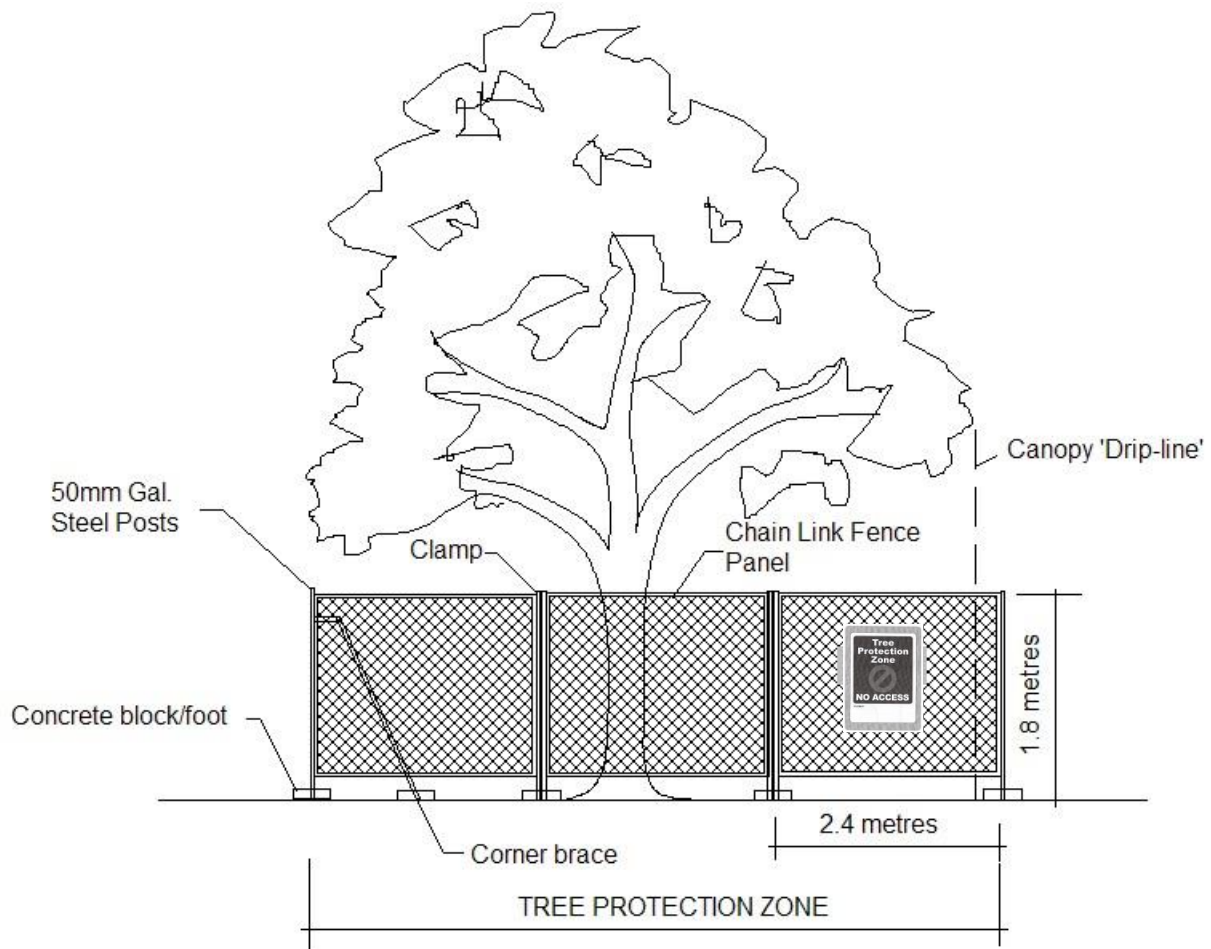 Canopy 'Drip-line'
50mm Gal.
Steel Posts
Clamp
Chain Link Fence
Panel
Tree
Protection
Zone
NO ACCESS
1.8 metres
Concrete block/foot
2.4 metres
Corner brace
TREE PROTECTION ZONE